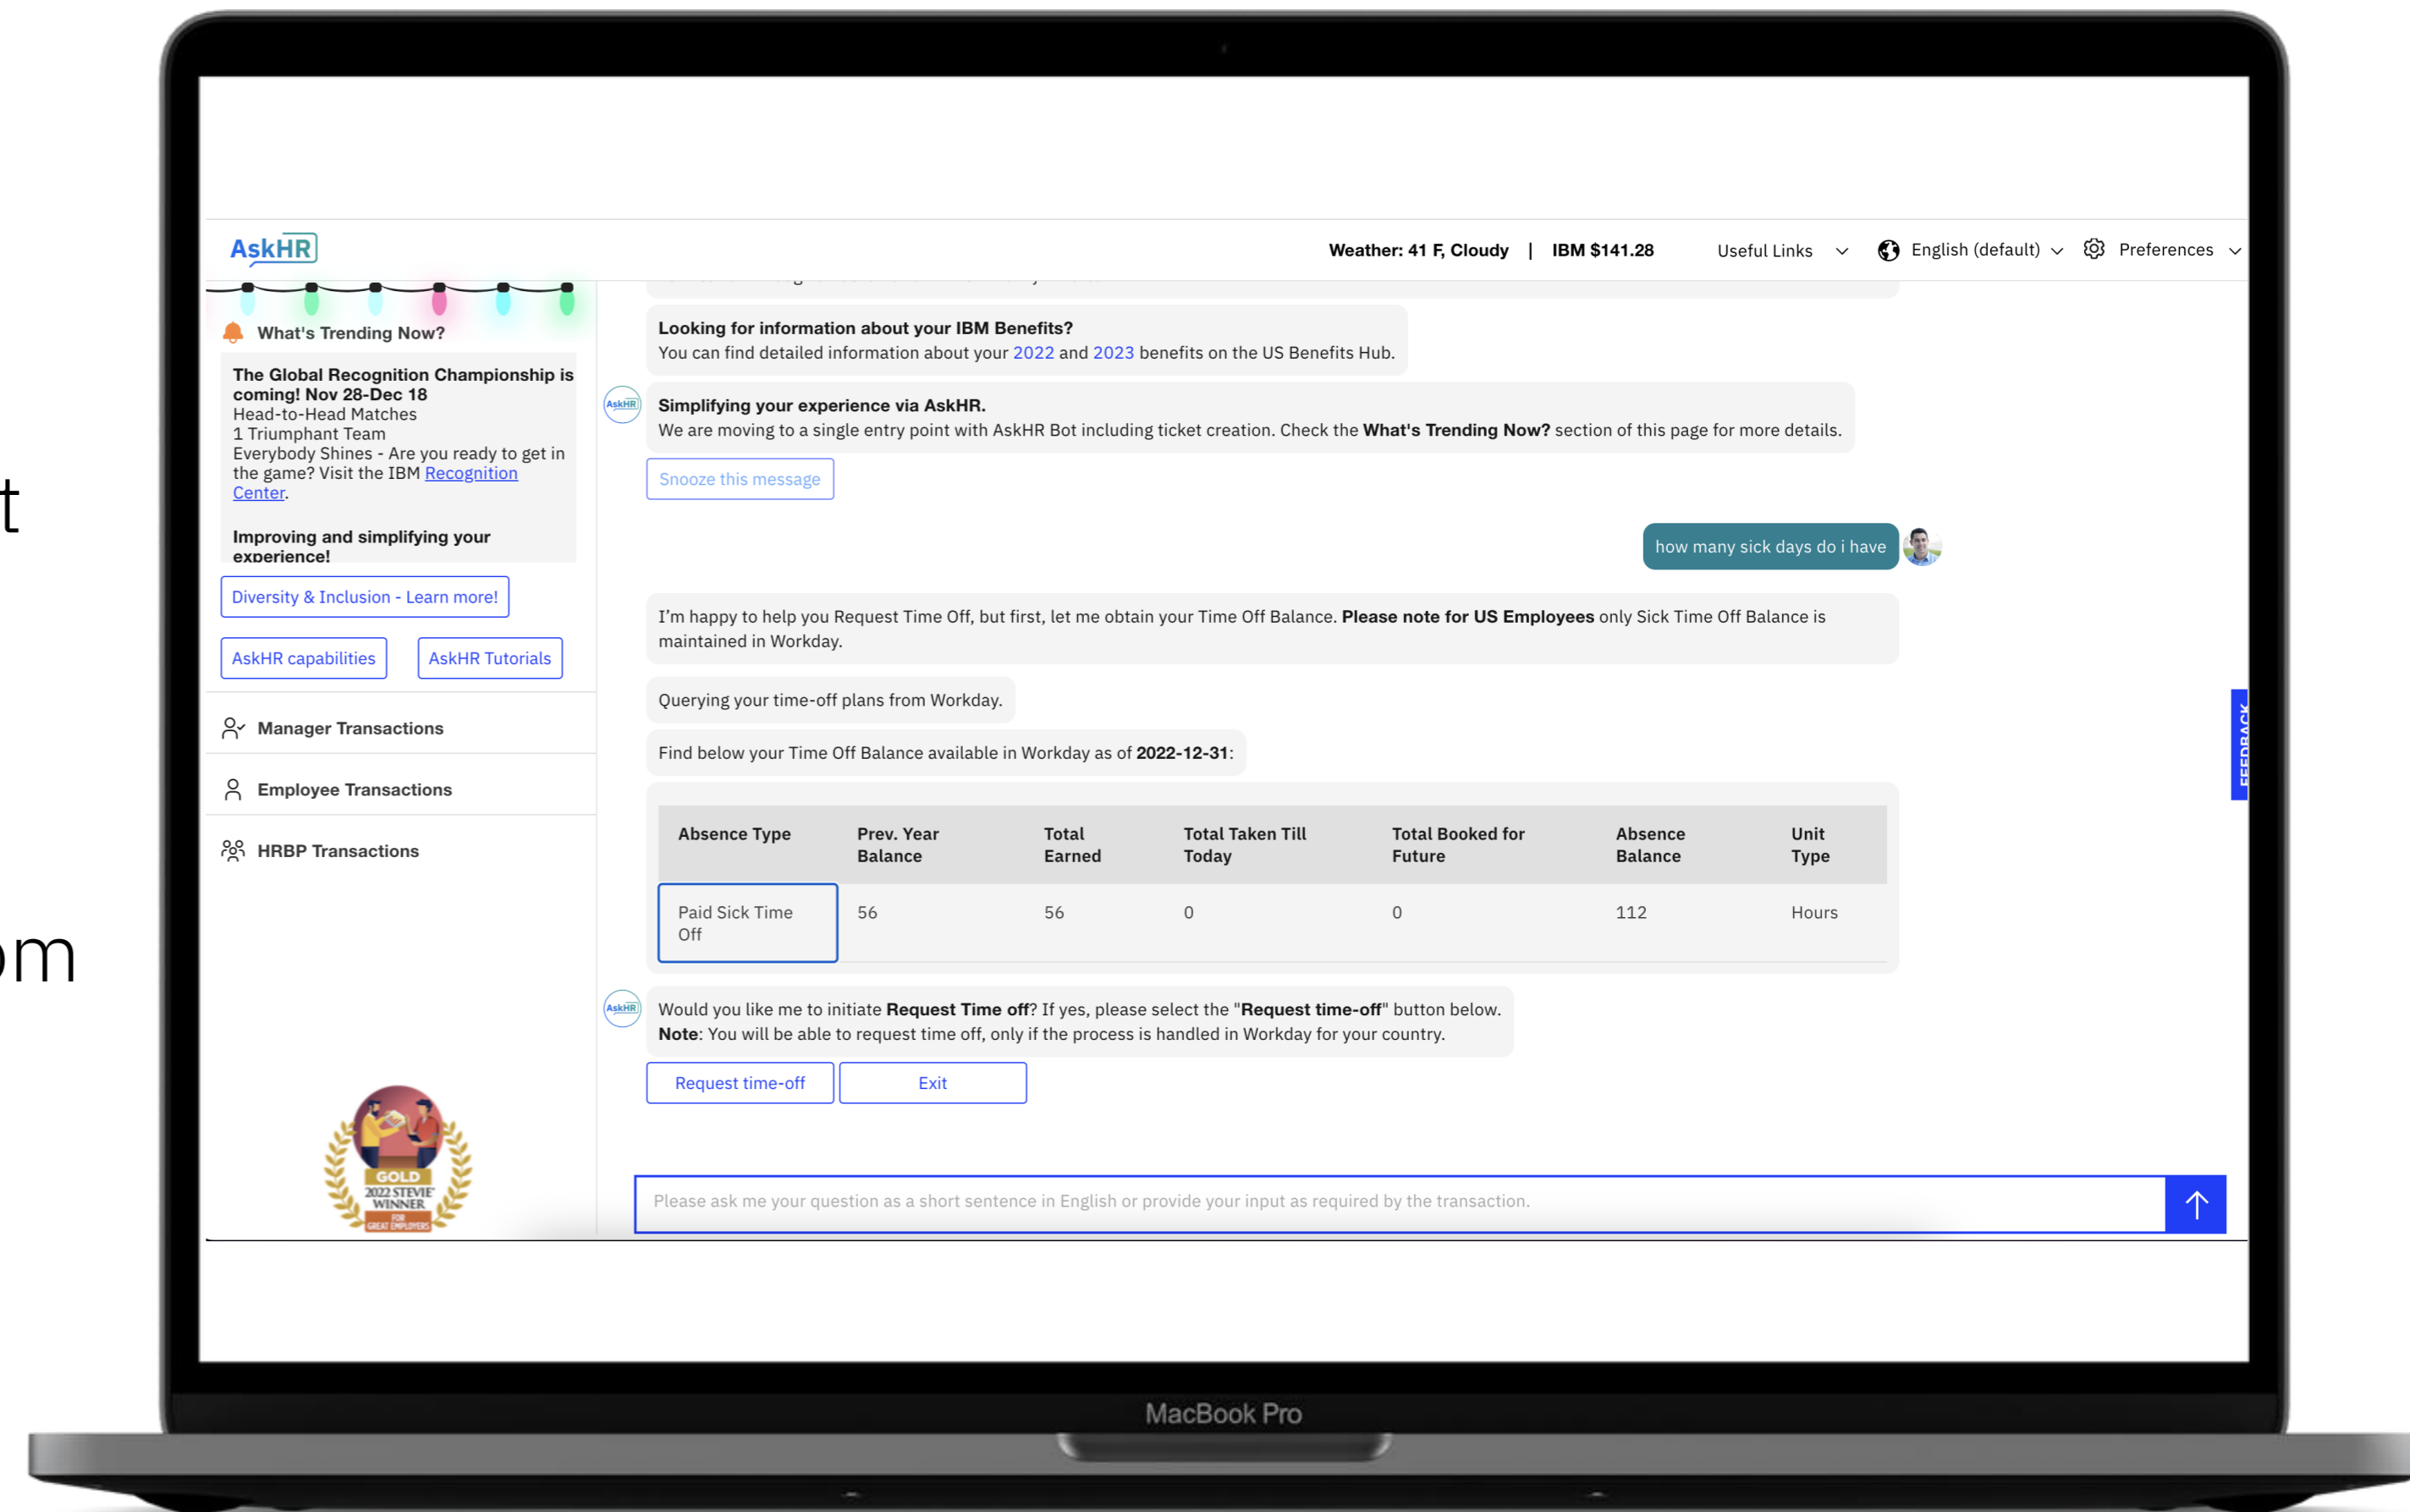 t
om
AskHR
Weather: 41 F, Cloudy | IBM $141.28
Useful Links
English (default)
Preferences
What's Trending Now?
The Global Recognition Championship is
coming! Nov 28-Dec 18
Head-to-Head Matches
1 Triumphant Team
Everybody Shines - Are you ready to get in
the game? Visit the IBM Recognition
Center.
Improving and simplifying your
experience!
Diversity & Inclusion - Learn more!
AskHR capabilities
AskHR Tutorials
Manager Transactions
Employee Transactions
HRBP Transactions
GOLD
2022 STEVIE
WINNER
FOR
GREAT EMPLOYERS
Looking for information about your IBM Benefits?
You can find detailed information about your 2022 and 2023 benefits on the US Benefits Hub.
AskHR
Simplifying your experience via AskHR.
We are moving to a single entry point with AskHR Bot including ticket creation. Check the What's Trending Now? section of this page for more details.
Snooze this message
how many sick days do i have
I'm happy to help you Request Time Off, but first, let me obtain your Time Off Balance. Please note for US Employees only Sick Time Off Balance is
maintained in Workday.
Querying your time-off plans from Workday.
Find below your Time Off Balance available in Workday as of 2022-12-31:
Absence Type Prev. Year Balance Total Earned Total Taken Till Today Total Booked for Future Absence Balance Unit Type
Paid Sick Time Off 56 56 0 0 112 Hours
AskHR
Would you like me to initiate Request Time off? If yes, please select the "Request time-off" button below.
Note: You will be able to request time off, only if the process is handled in Workday for your country.
Request time-off
Exit
Please ask me your question as a short sentence in English or provide your input as required by the transaction.
FEEDBACK
MacBook Pro